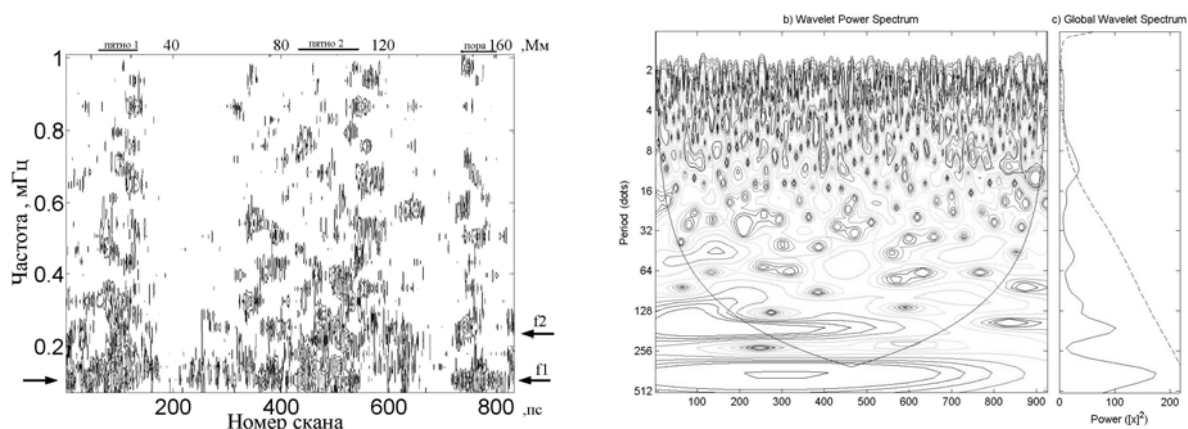 пятно 1 40 80 пятно 2 120 пора 160 ,Мм
1
0.8
0.6
0.4
0.2
Частота , мГц
f2
f1
200 400 600 800 ,пс
Номер скана
b) Wavelet Power Spectrum
2
4
8
16
32
64
128
256
512
Period (dots)
100 200 300 400 500 600 700 800 900
c) Global Wavelet Spectrum
0 100 200
Power ([x]²)